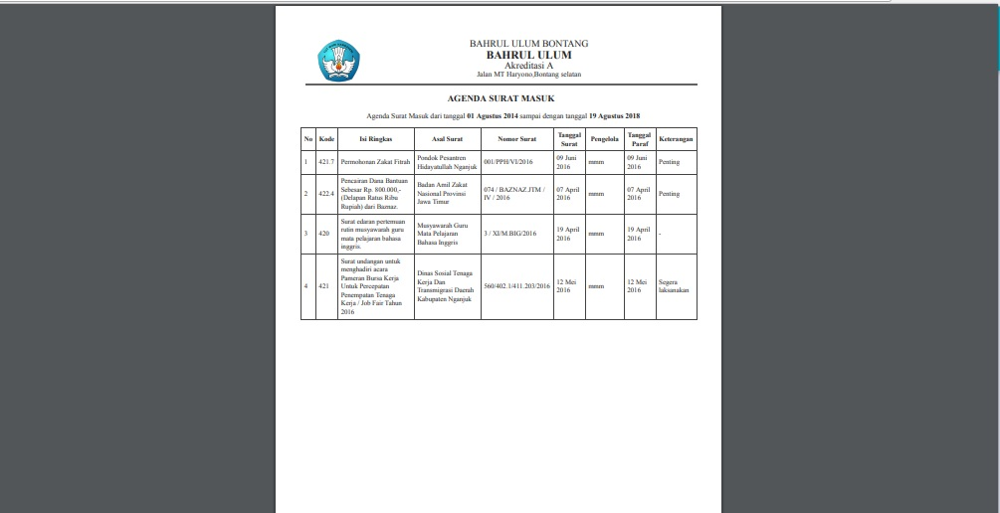 BAHRUL ULUM BONTANG
BAHRUL ULUM
Akreditasi A
Jalan MT Haryono,Bontang selatan
AGENDA SURAT MASUK
Agenda Surat Masuk dari tanggal 01 Agustus 2014 sampai dengan tanggal 19 Agustus 2018
No Kode Isi Ringkas Asal Surat Nomor Surat Tanggal Surat Pengelola Tanggal Paraf Keterangan
1 421.7 Permohonan Zakat Fitrah Pondok Pesantren Hidayatullah Nganjuk 001/PPH/VI/2016 09 Juni 2016 mmm 09 Juni 2016 Penting
2 422.4 Pencairan Dana Bantuan Sebesar Rp. 800.000,- (Delapan Ratus Ribu Rupiah) dari Baznaz. Badan Amil Zakat Nasional Provinsi Jawa Timur 074 / BAZNAZ.JTM / IV / 2016 07 April 2016 mmm 07 April 2016 Penting
3 420 Surat edaran pertemuan rutin musyawarah guru mata pelajaran bahasa inggris. Musyawarah Guru Mata Pelajaran Bahasa Inggris 3 / XI/M.BIG/2016 19 April 2016 mmm 19 April 2016 -
4 421 Surat undangan untuk menghadiri acara Pameran Bursa Kerja Untuk Percepatan Penempatan Tenaga Kerja / Job Fair Tahun 2016 Dinas Sosial Tenaga Kerja Dan Transmigrasi Daerah Kabupaten Nganjuk 560/402.1/411.203/2016 12 Mei 2016 mmm 12 Mei 2016 Segera laksanakan